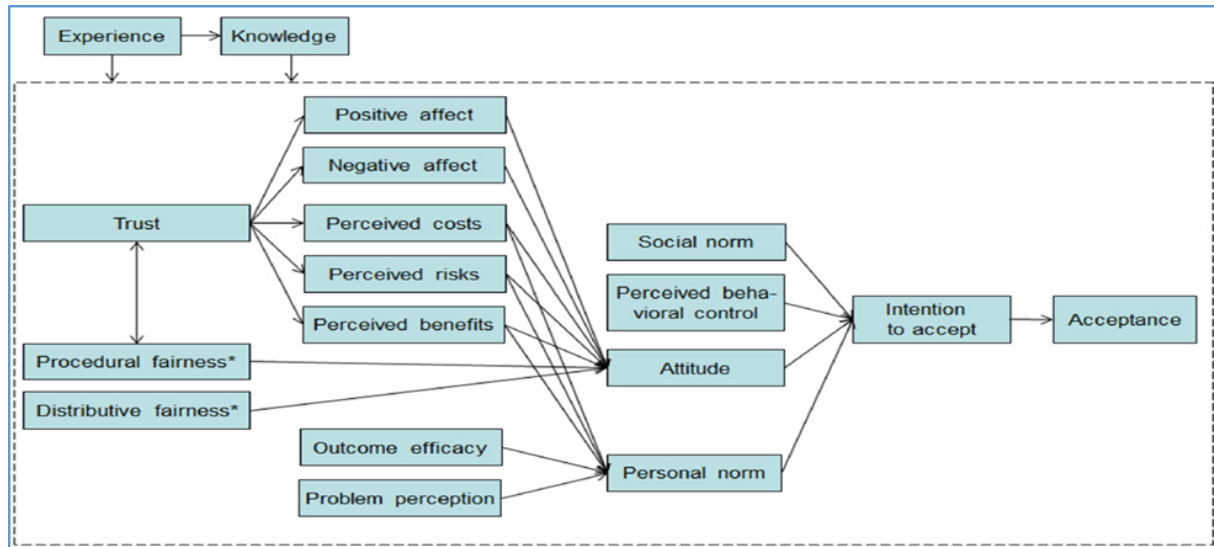 Experience
Knowledge
Positive affect
Negative affect
Trust
Perceived costs
Perceived risks
Perceived benefits
Procedural fairness*
Distributive fairness*
Outcome efficacy
Problem perception
Social norm
Perceived beha-
vioral control
Attitude
Personal norm
Intention
to accept
Acceptance